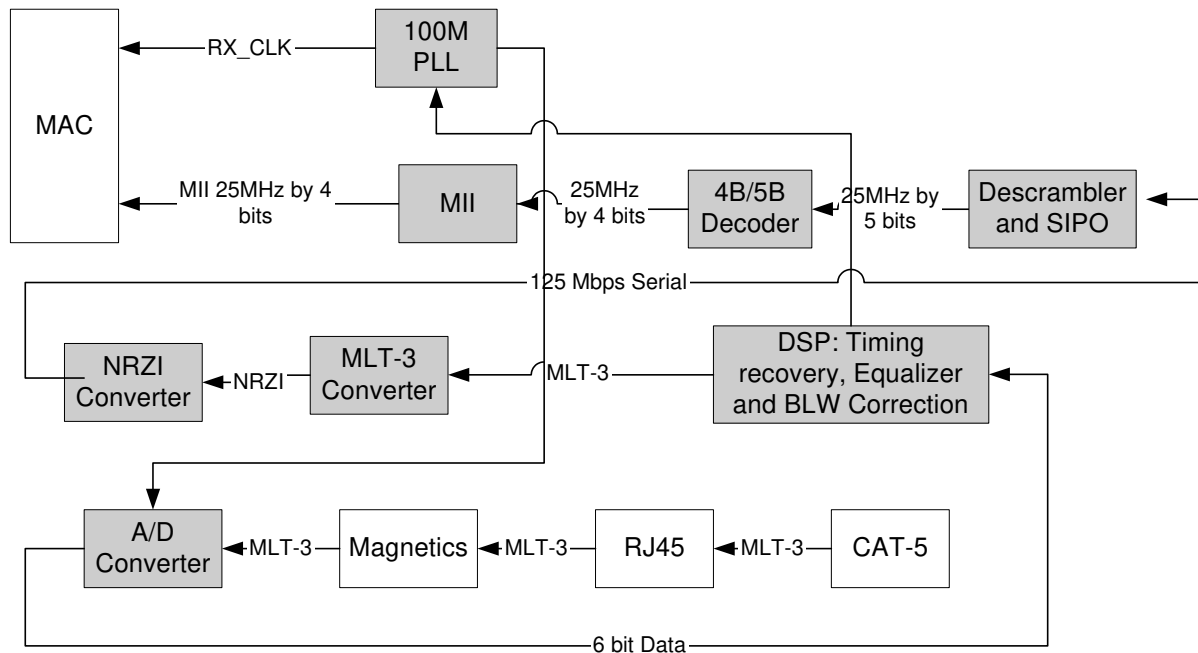 100M
PLL
RX_CLK
MAC
MII 25MHz by 4
bits
MII
25MHz
by 4 bits
4B/5B
Decoder
25MHz by
5 bits
Descrambler
and SIPO
125 Mbps Serial
NRZI
Converter
NRZI
MLT-3
Converter
MLT-3
DSP: Timing
recovery, Equalizer
and BLW Correction
A/D
Converter
MLT-3
Magnetics
MLT-3
RJ45
MLT-3
CAT-5
6 bit Data